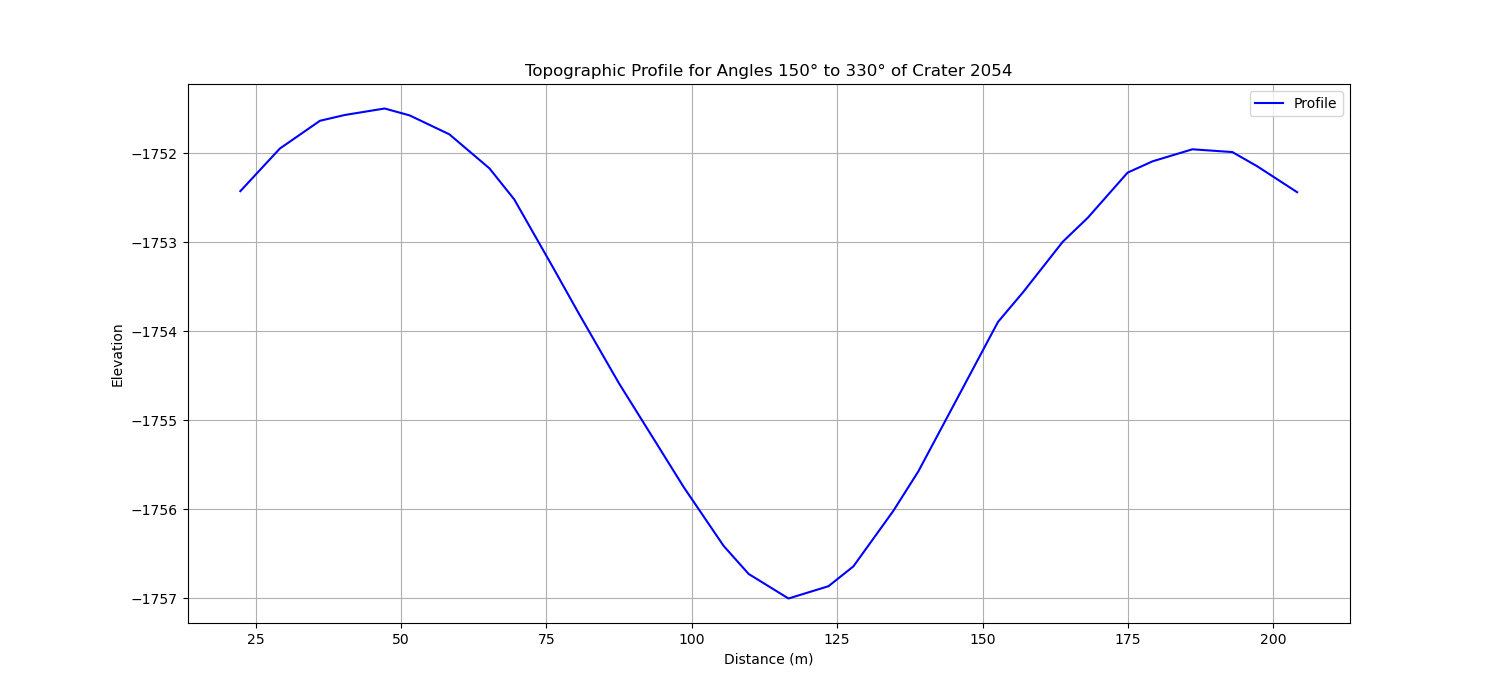 Topographic Profile for Angles 150° to 330° of Crater 2054
Profile
−1752
−1753
−1754
−1755
−1756
−1757
Elevation
25 50 75 100 125 150 175 200
Distance (m)